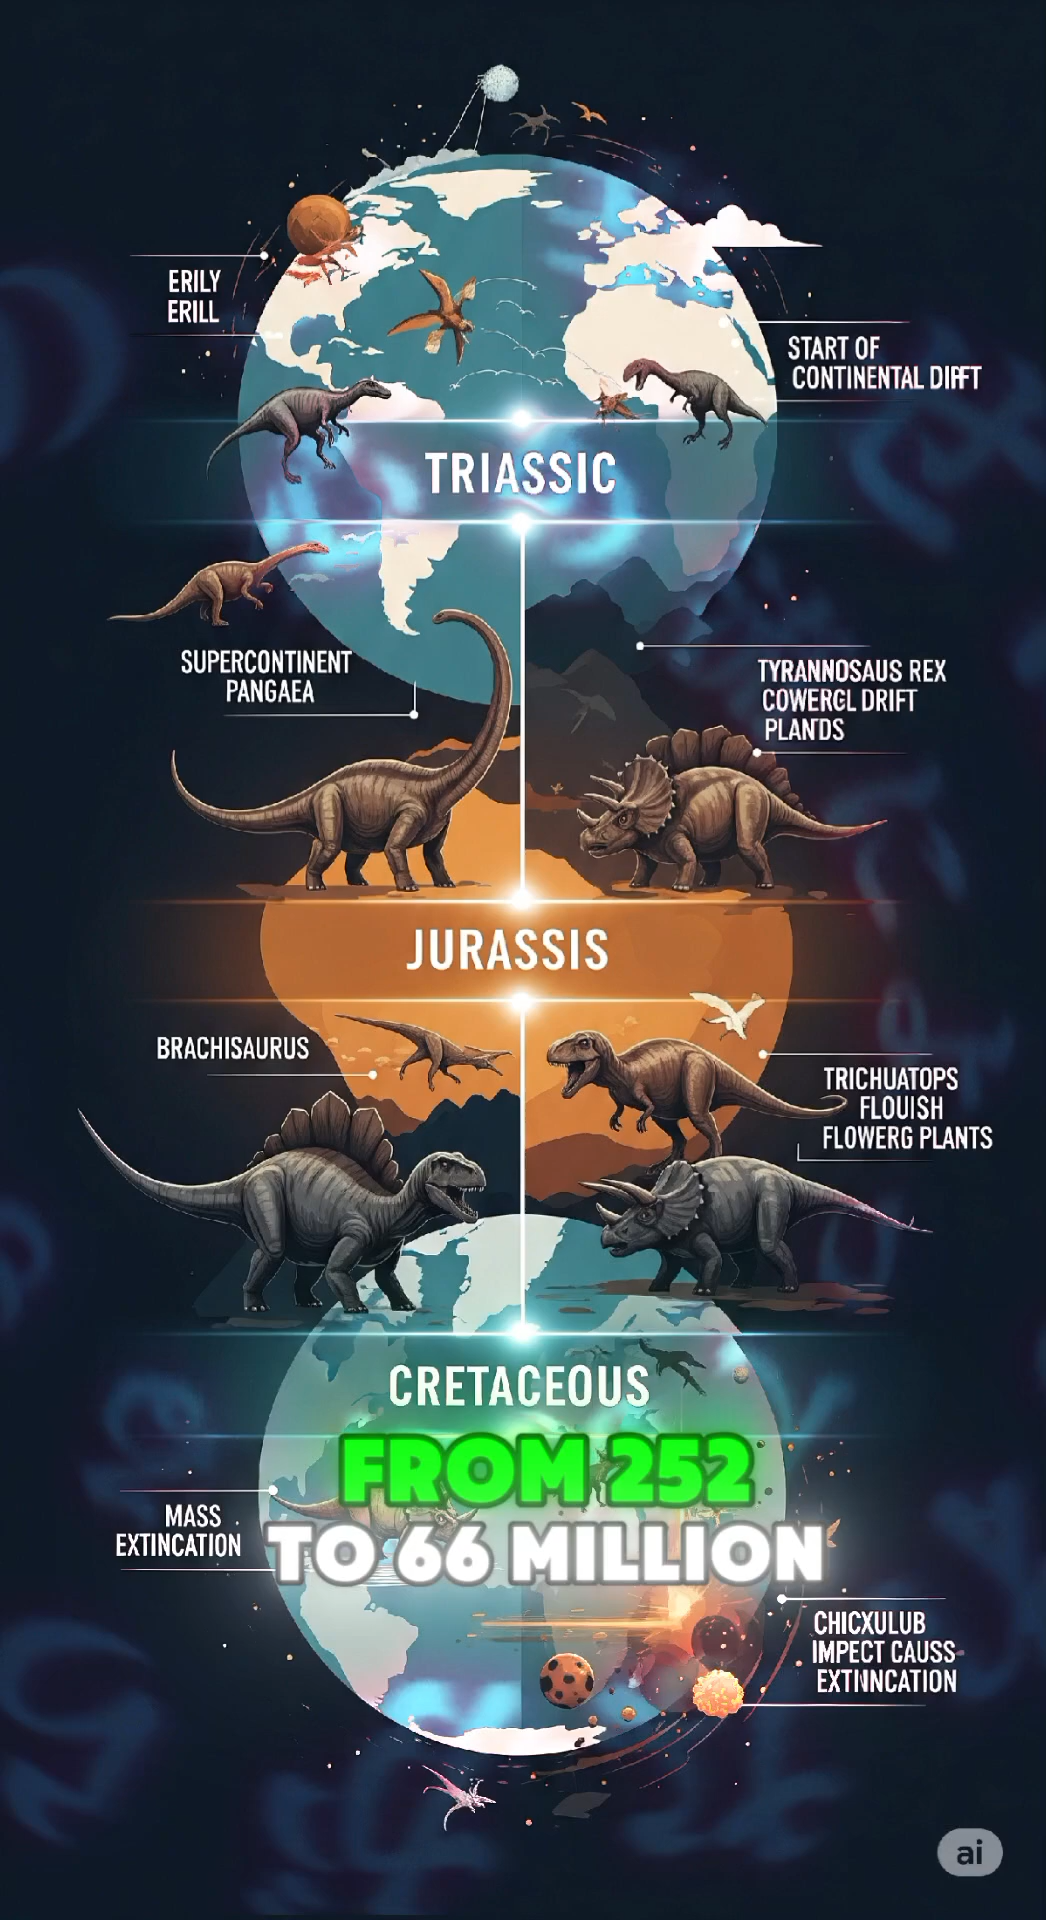 ERILY
ERILL
START OF
CONTINENTAL DIFFT
TRIASSIC
SUPERCONTINENT
PANGAEA
TYRANNOSAUS REX
COWERGL DRIFT
PLANDS
JURASSIS
BRACHISAURUS
TRICHUATOPS
FLOUISH
FLOWERG PLANTS
CRETACEOUS
FROM 252
TO 66 MILLION
MASS
EXTINCATION
CHICXULUB
IMPECT CAUSS
EXTINNCATION
ai